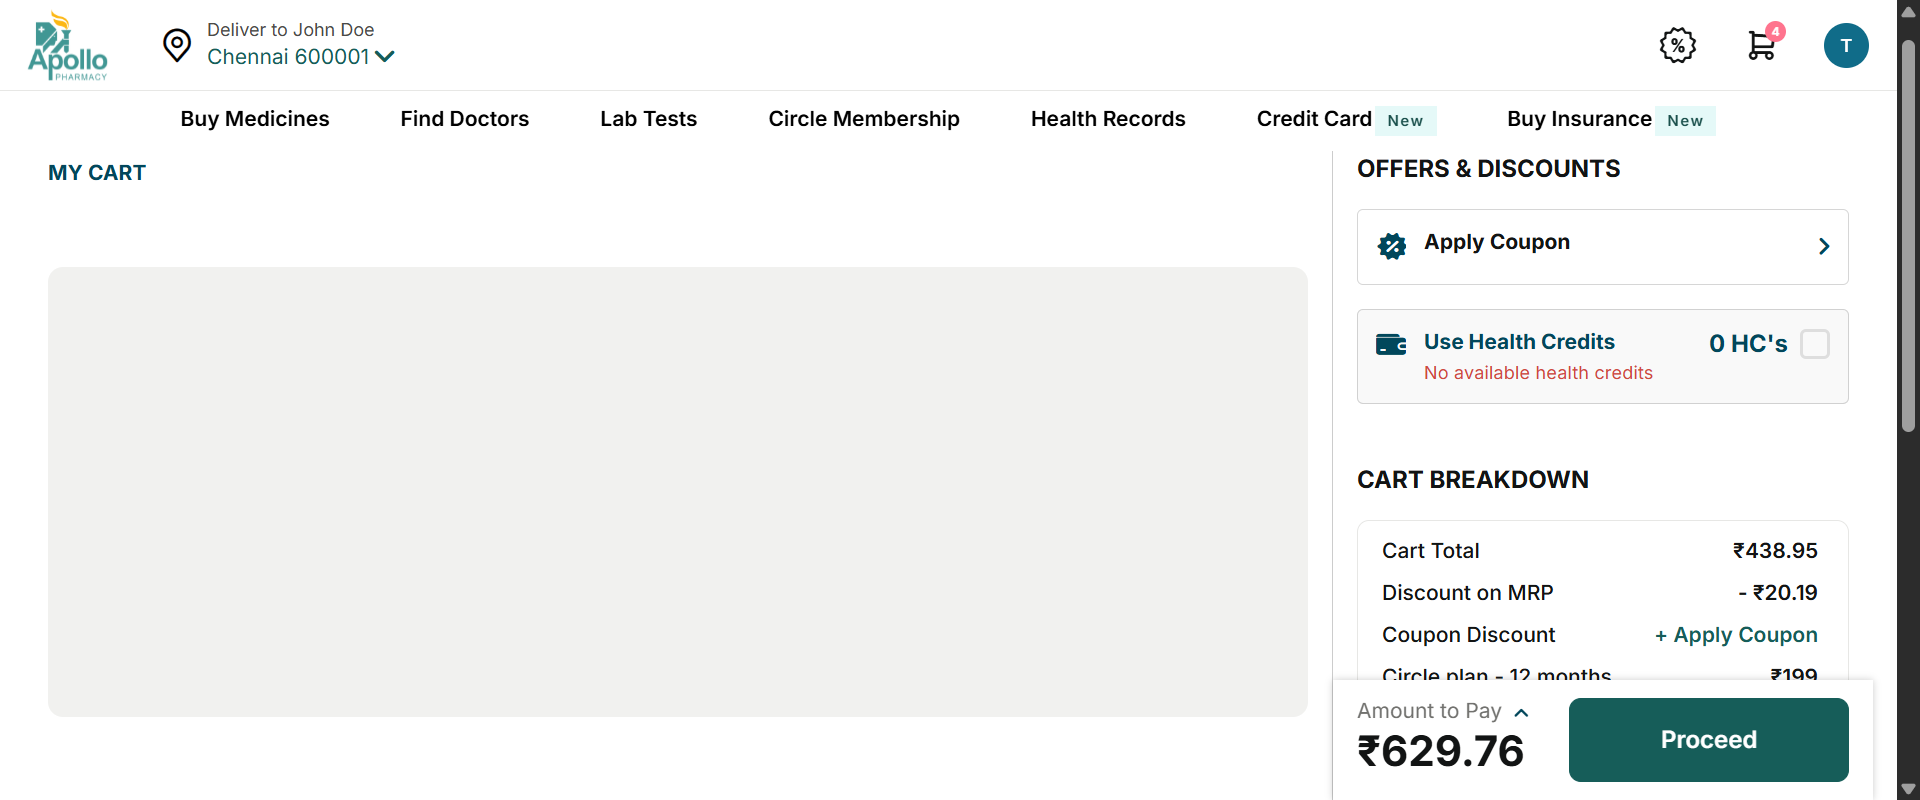 Apollo
PHARMACY
Deliver to John Doe
Chennai 600001
%
4
T
Buy Medicines
Find Doctors
Lab Tests
Circle Membership
Health Records
Credit Card New
Buy Insurance New
MY CART
OFFERS & DISCOUNTS
Apply Coupon
Use Health Credits
0 HC's
No available health credits
CART BREAKDOWN
Cart Total ₹438.95
Discount on MRP - ₹20.19
Coupon Discount + Apply Coupon
Circle plan - 12 months ₹199
Amount to Pay
₹629.76
Proceed